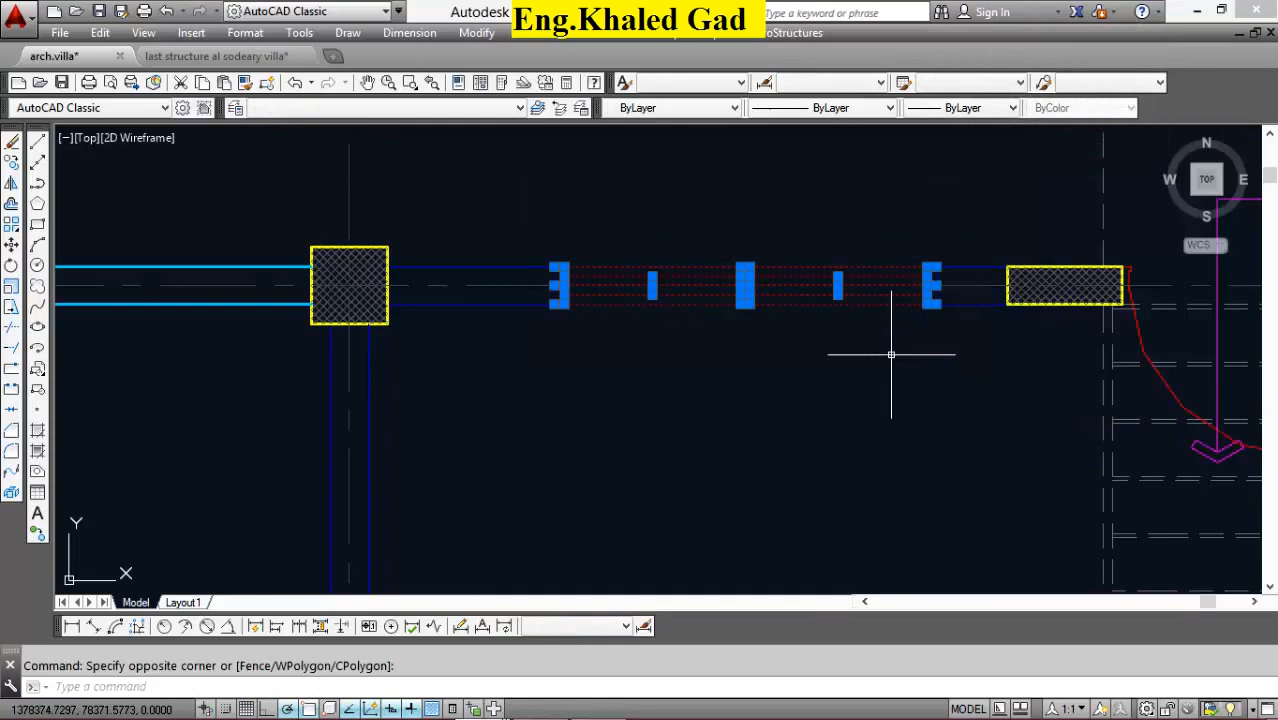 AutoCAD Classic
Autodesk
Eng.Khaled Gad
Type a keyword or phrase
Sign In
File Edit View Insert Format Tools Draw Dimension Modify
arch.villa*
last structure al sodeary villa*
AutoCAD Classic
ByLayer
ByLayer
ByLayer
ByColor
[−][Top][2D Wireframe]
N
W TOP E
S
WCS
Y
X
Model Layout1
Command: Specify opposite corner or [Fence/WPolygon/CPolygon]:
Type a command
1378374.7297, 78371.5773, 0.0000
MODEL
1:1